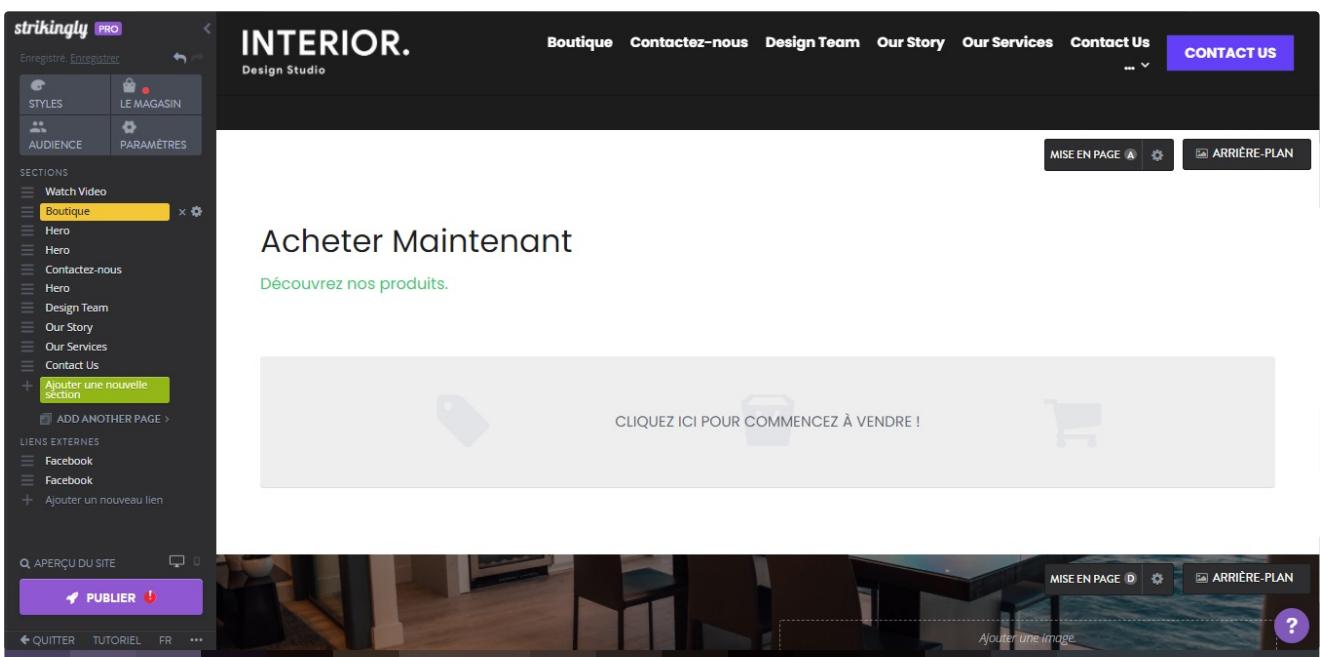 strikingly PRO
Enregistré. Enregistrer
STYLES
LE MAGASIN
AUDIENCE
PARAMÈTRES
SECTIONS
Watch Video
Boutique
Hero
Hero
Contactez-nous
Hero
Design Team
Our Story
Our Services
Contact Us
Ajouter une nouvelle
section
ADD ANOTHER PAGE >
LIENS EXTERNES
Facebook
Facebook
Ajouter un nouveau lien
APERÇU DU SITE
PUBLIER
QUITTER TUTORIEL FR ...
INTERIOR.
Design Studio
Boutique Contactez-nous Design Team Our Story Our Services Contact Us
...
CONTACT US
MISE EN PAGE A
ARRIÈRE-PLAN
Acheter Maintenant
Découvrez nos produits.
CLIQUEZ ICI POUR COMMENCEZ À VENDRE !
MISE EN PAGE D
ARRIÈRE-PLAN
Ajouter une image
?